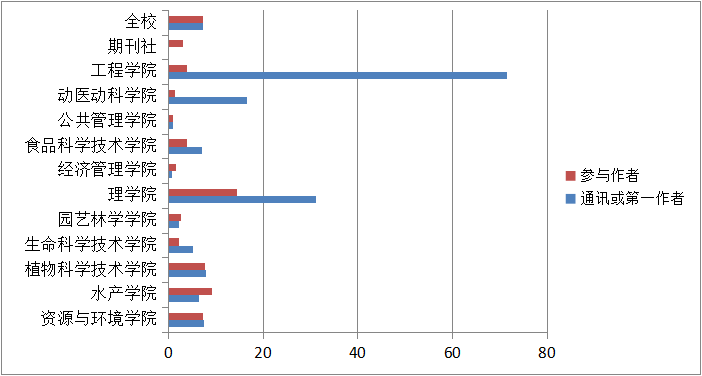 全校
期刊社
工程学院
动医动科学院
公共管理学院
食品科学技术学院
经济管理学院
理学院
园艺林学学院
生命科学技术学院
植物科学技术学院
水产学院
资源与环境学院
0 20 40 60 80
参与作者
通讯或第一作者